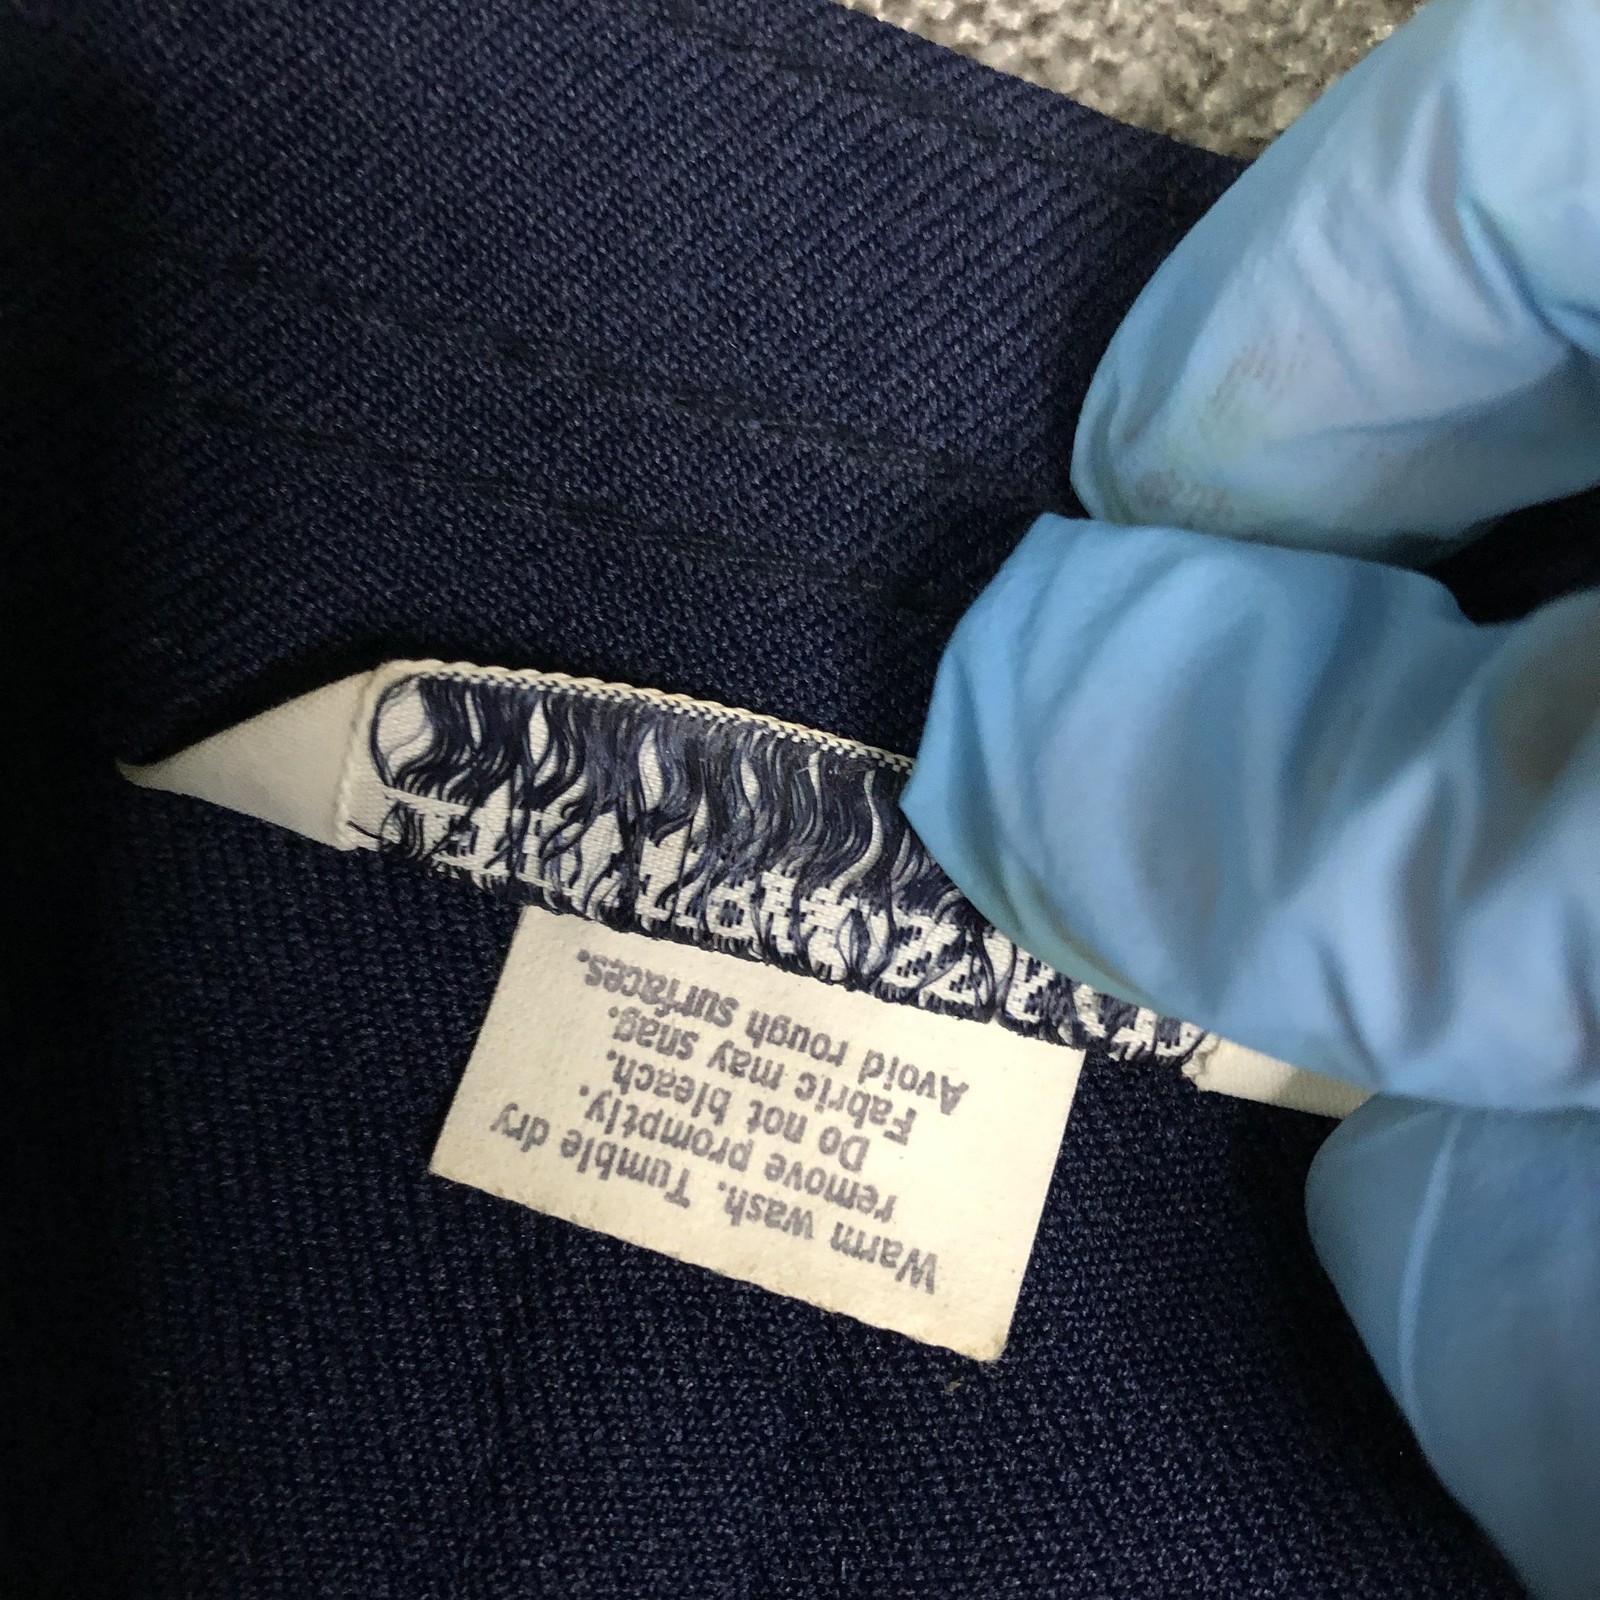 Warm wash. Tumble dry
remove promptly.
Do not bleach.
Fabric may snag.
Avoid rough surfaces.